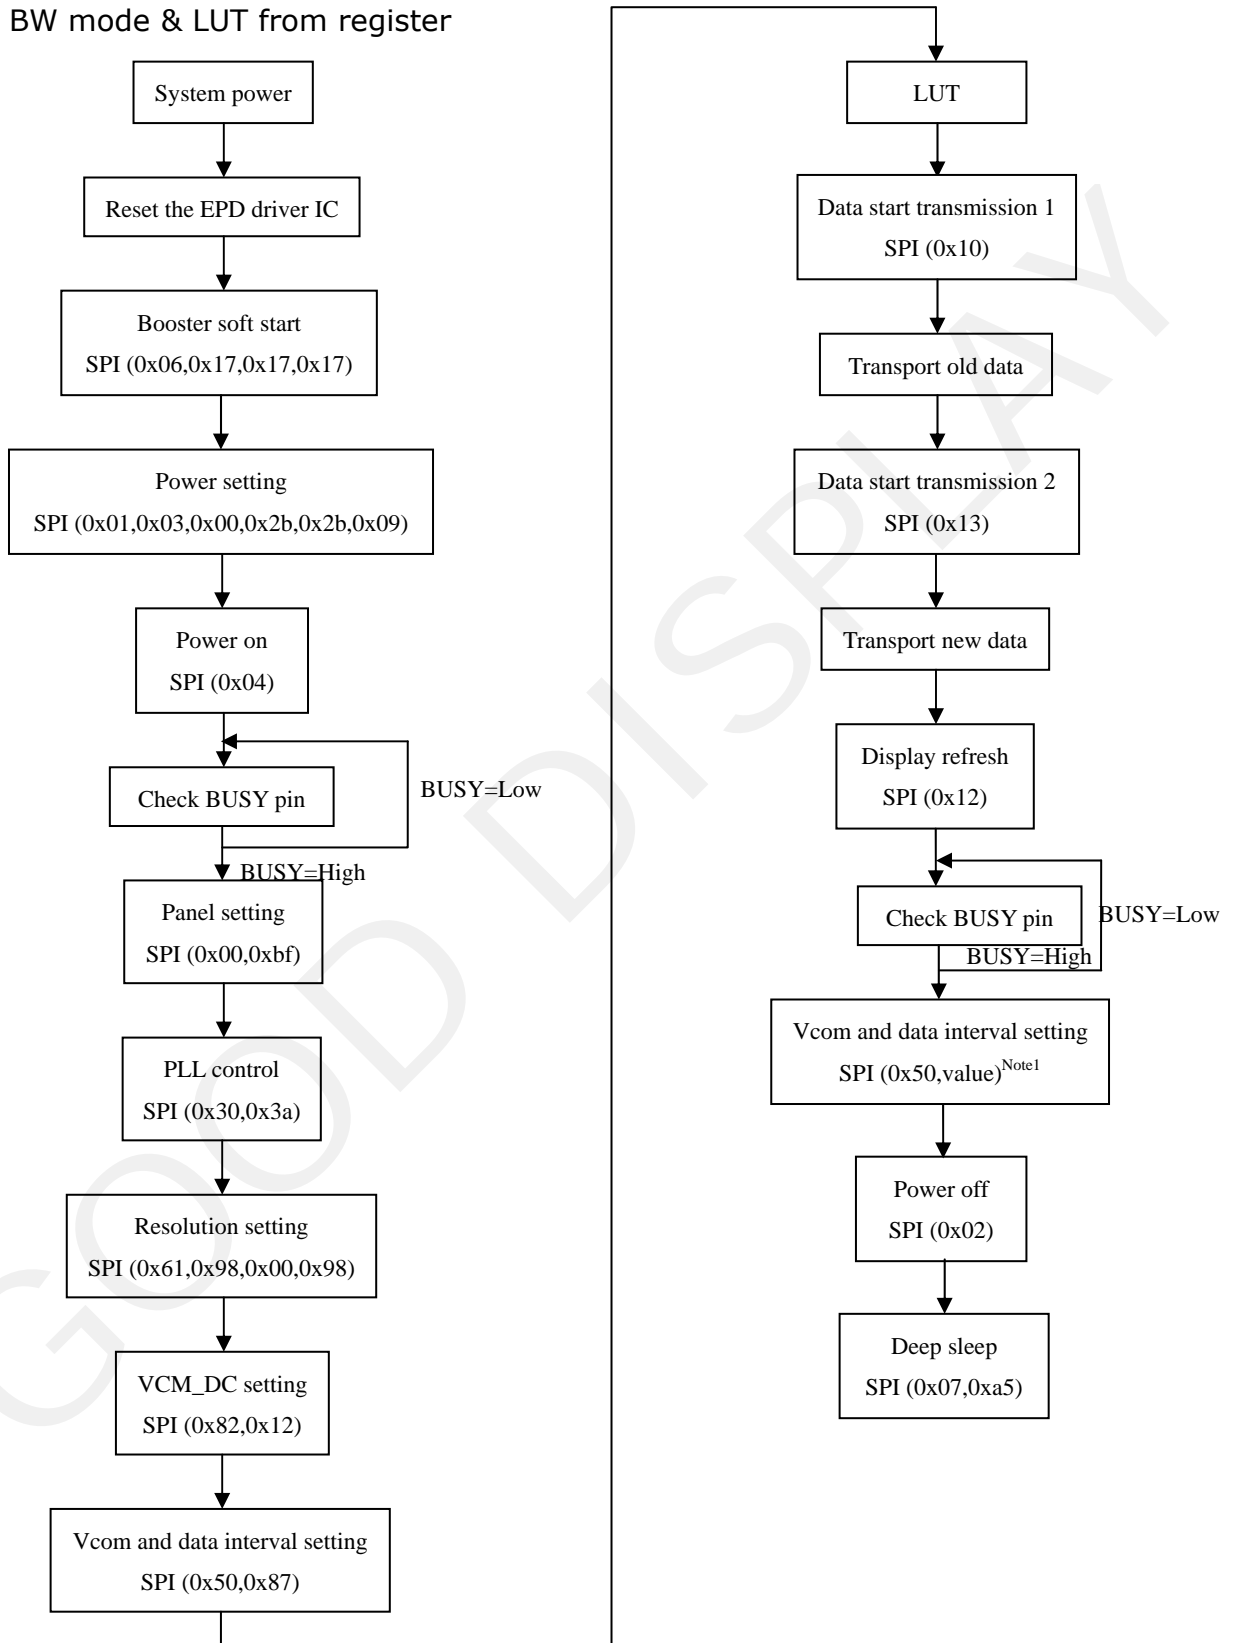 BW mode & LUT from register
System power
Reset the EPD driver IC
Booster soft start
SPI (0x06,0x17,0x17,0x17)
Power setting
SPI (0x01,0x03,0x00,0x2b,0x2b,0x09)
Power on
SPI (0x04)
Check BUSY pin
BUSY=Low
BUSY=High
Panel setting
SPI (0x00,0xbf)
PLL control
SPI (0x30,0x3a)
Resolution setting
SPI (0x61,0x98,0x00,0x98)
VCM_DC setting
SPI (0x82,0x12)
Vcom and data interval setting
SPI (0x50,0x87)
LUT
Data start transmission 1
SPI (0x10)
Transport old data
Data start transmission 2
SPI (0x13)
Transport new data
Display refresh
SPI (0x12)
Check BUSY pin
BUSY=Low
BUSY=High
Vcom and data interval setting
SPI (0x50,value)Note1
Power off
SPI (0x02)
Deep sleep
SPI (0x07,0xa5)
GOOD DISPLAY